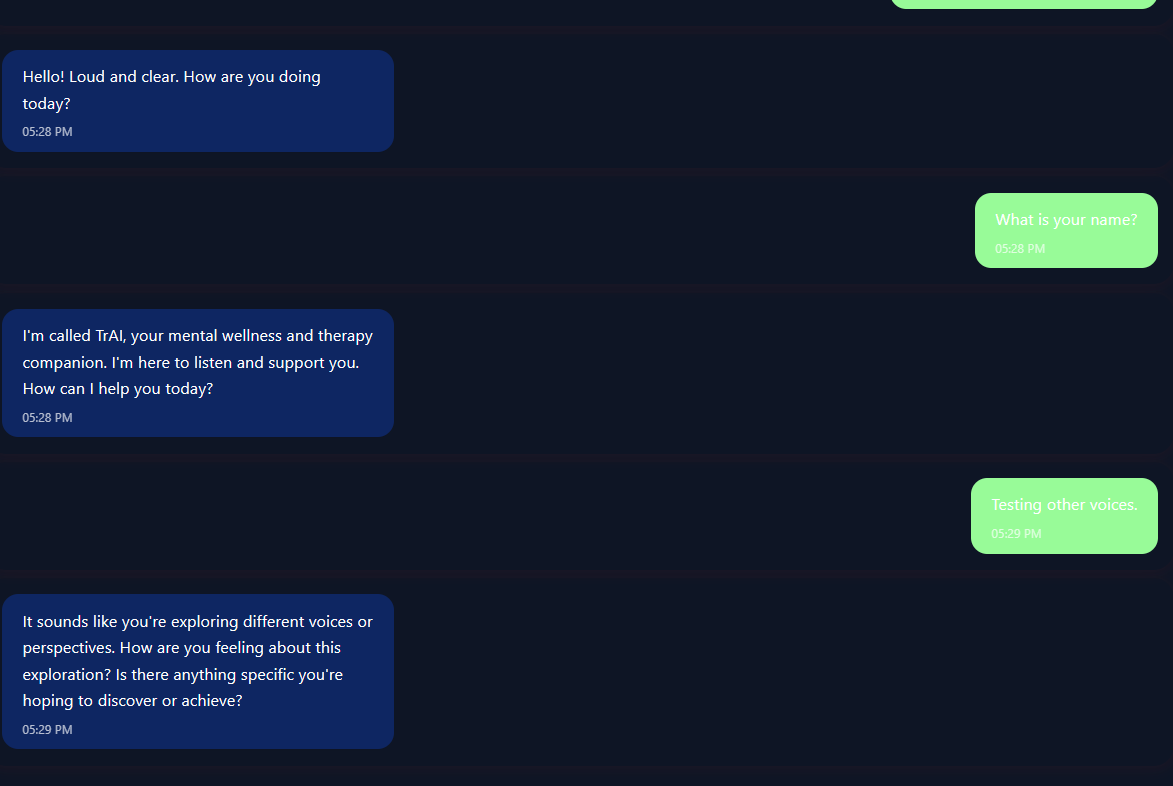 Hello! Loud and clear. How are you doing
today?
05:28 PM
What is your name?
05:28 PM
I'm called TrAI, your mental wellness and therapy
companion. I'm here to listen and support you.
How can I help you today?
05:28 PM
Testing other voices.
05:29 PM
It sounds like you're exploring different voices or
perspectives. How are you feeling about this
exploration? Is there anything specific you're
hoping to discover or achieve?
05:29 PM